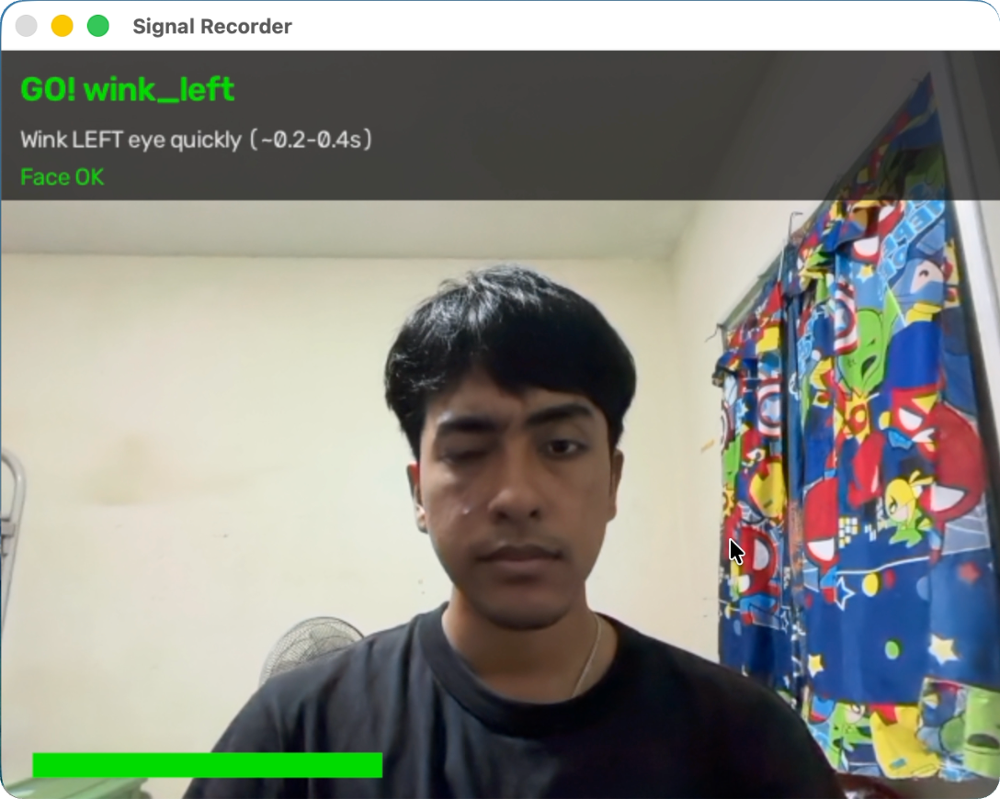 Signal Recorder
GO! wink_left
Wink LEFT eye quickly (~0.2-0.4s)
Face OK